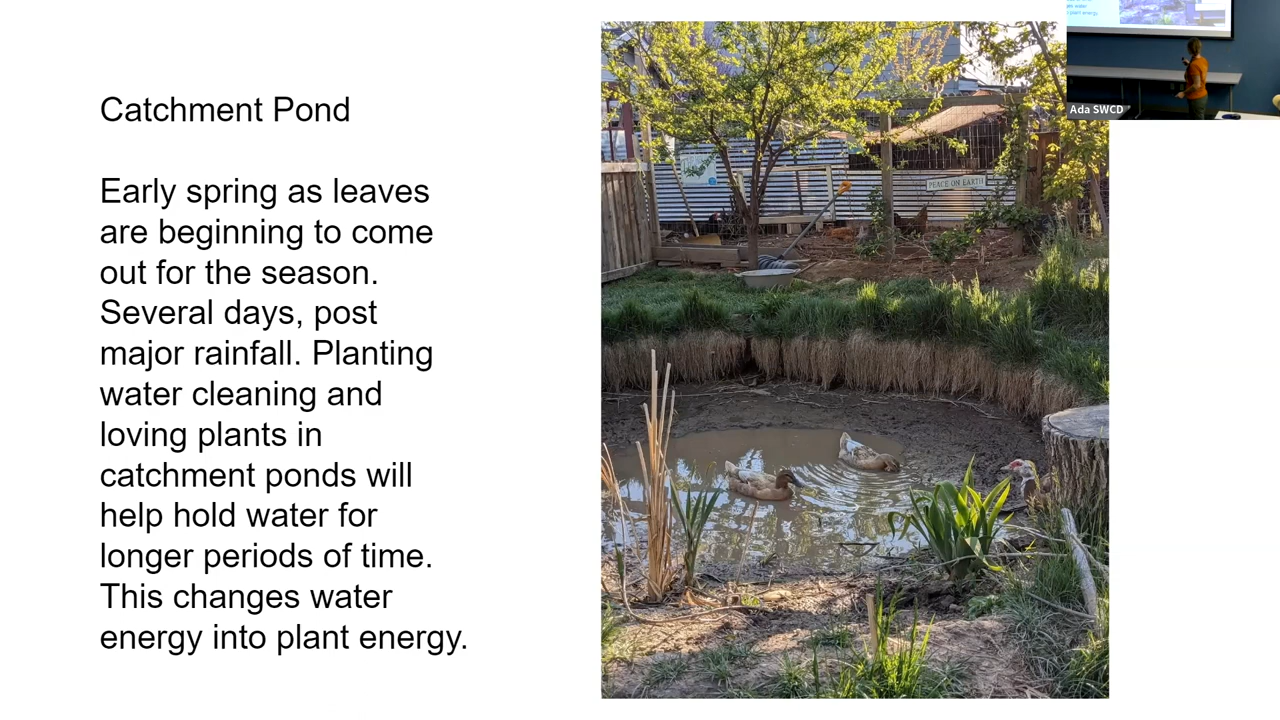 Catchment Pond
Early spring as leaves
are beginning to come
out for the season.
Several days, post
major rainfall. Planting
water cleaning and
loving plants in
catchment ponds will
help hold water for
longer periods of time.
This changes water
energy into plant energy.
PEACE ON EARTH
Ada SWCD